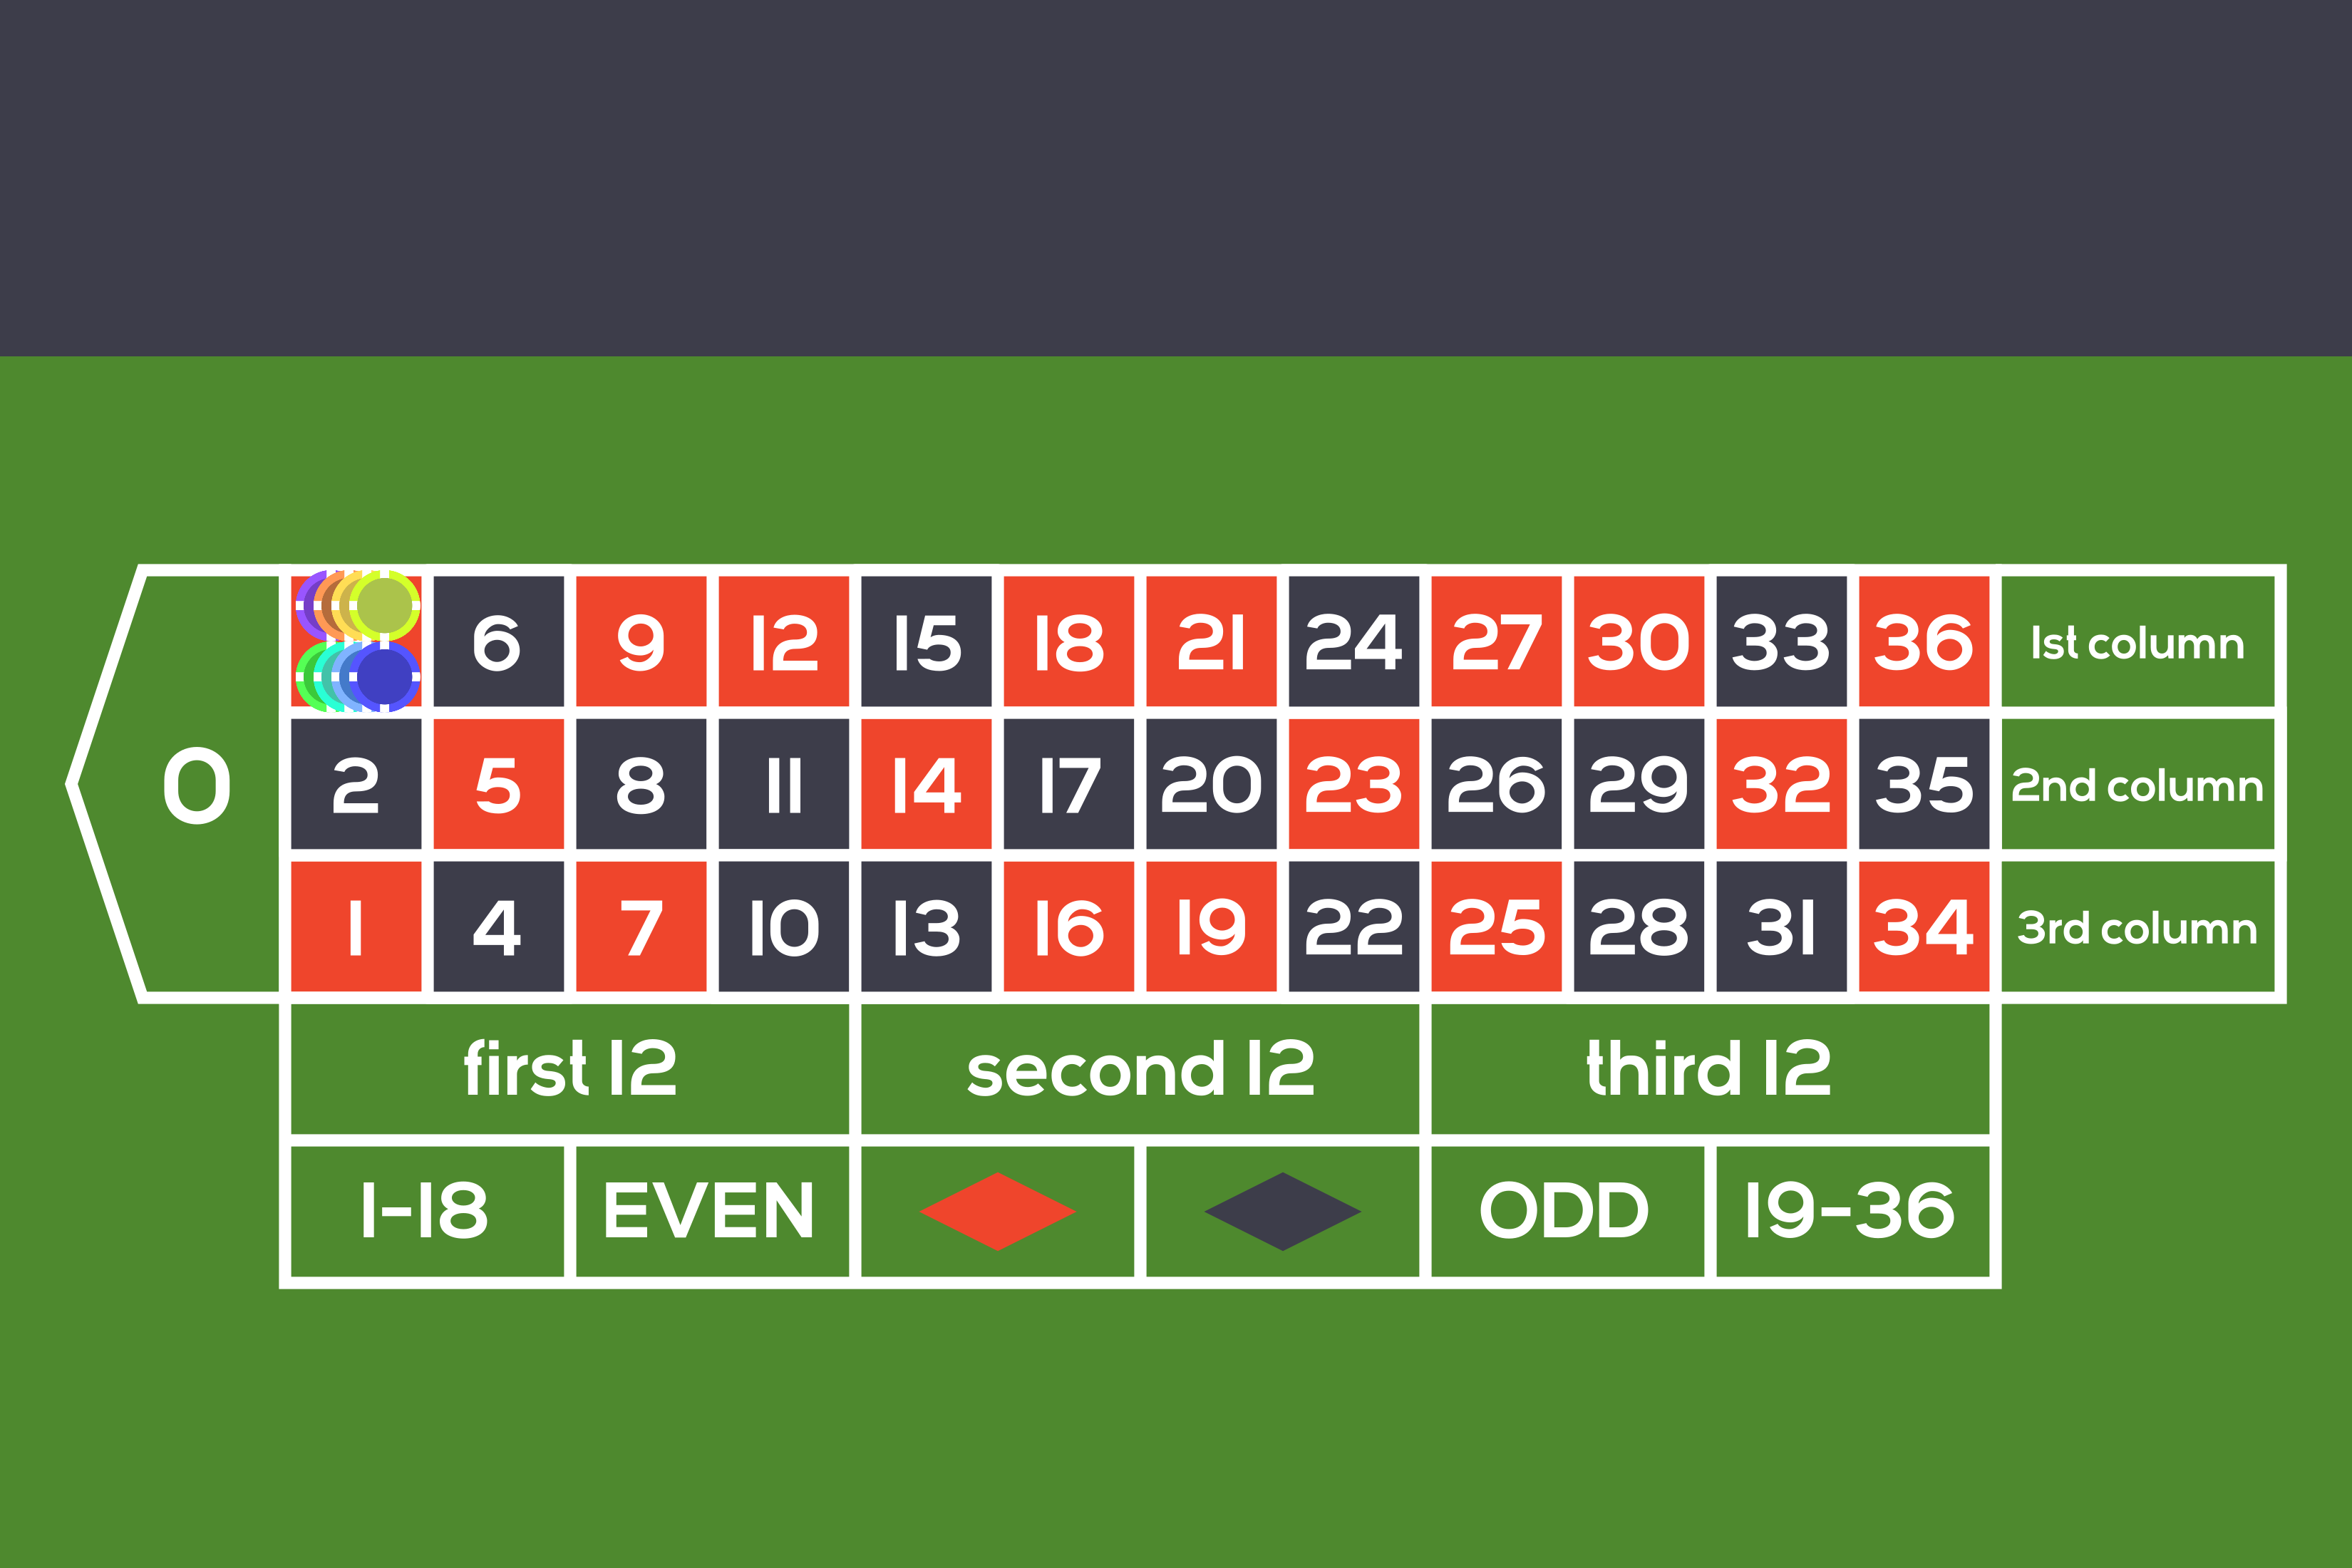 6 9 12 15 18 21 24 27 30 33 36 1st column
0 2 5 8 11 14 17 20 23 26 29 32 35 2nd column
1 4 7 10 13 16 19 22 25 28 31 34 3rd column
first 12 second 12 third 12
1-18 EVEN ODD 19-36